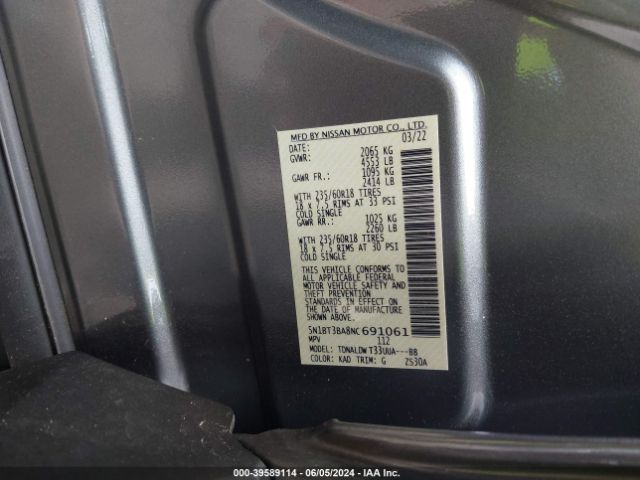 MFD BY NISSAN MOTOR CO., LTD.
DATE: 03/22
GVWR: 2065 KG
4553 LB
GAWR FR.: 1095 KG
2414 LB
WITH 235/60R18 TIRES
18 x 7.5 RIMS AT 33 PSI
COLD SINGLE
GAWR RR.: 1025 KG
2260 LB
WITH 235/60R18 TIRES
18 x 7.5 RIMS AT 30 PSI
COLD SINGLE
THIS VEHICLE CONFORMS TO
ALL APPLICABLE FEDERAL
MOTOR VEHICLE SAFETY AND
THEFT PREVENTION
STANDARDS IN EFFECT ON
THE DATE OF MANUFACTURE
SHOWN ABOVE.
5N1BT3BA8NC691061
MPV 112
MODEL: TDNALDW T33UUA---BB
COLOR: KAD TRIM: G ZS30A
000-39589114 - 06/05/2024 - IAA Inc.